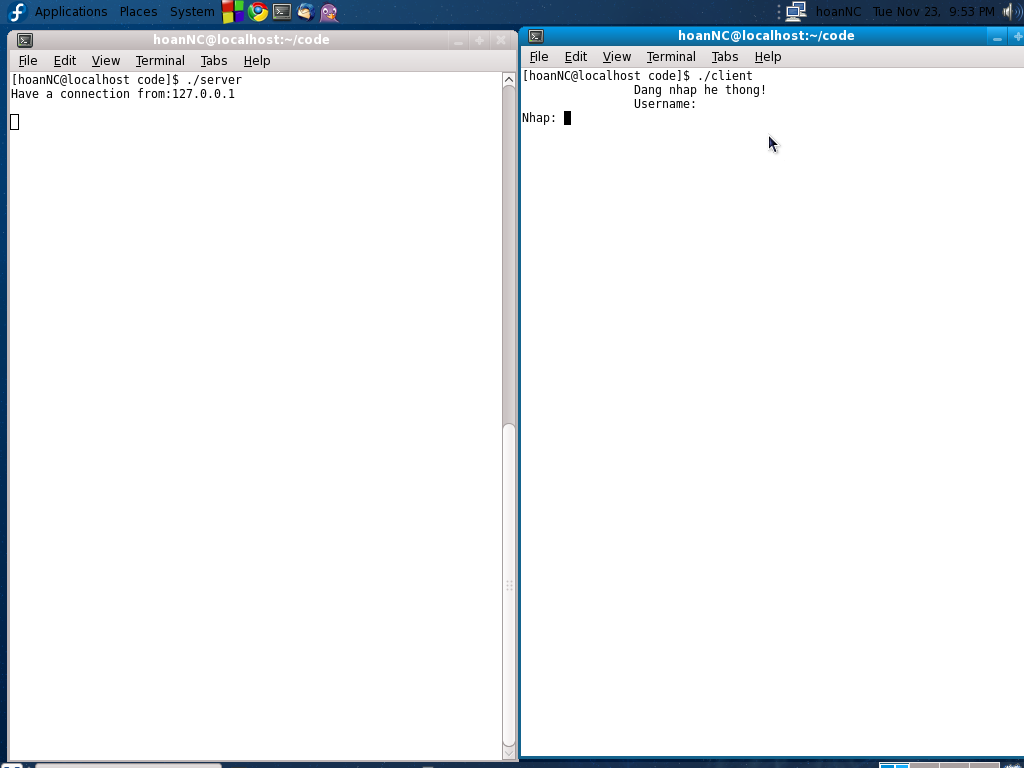 Applications Places System hoanNC Tue Nov 23, 9:53 PM
hoanNC@localhost:~/code
File Edit View Terminal Tabs Help
[hoanNC@localhost code]$ ./server
Have a connection from:127.0.0.1
hoanNC@localhost:~/code
File Edit View Terminal Tabs Help
[hoanNC@localhost code]$ ./client
Dang nhap he thong!
Username:
Nhap: